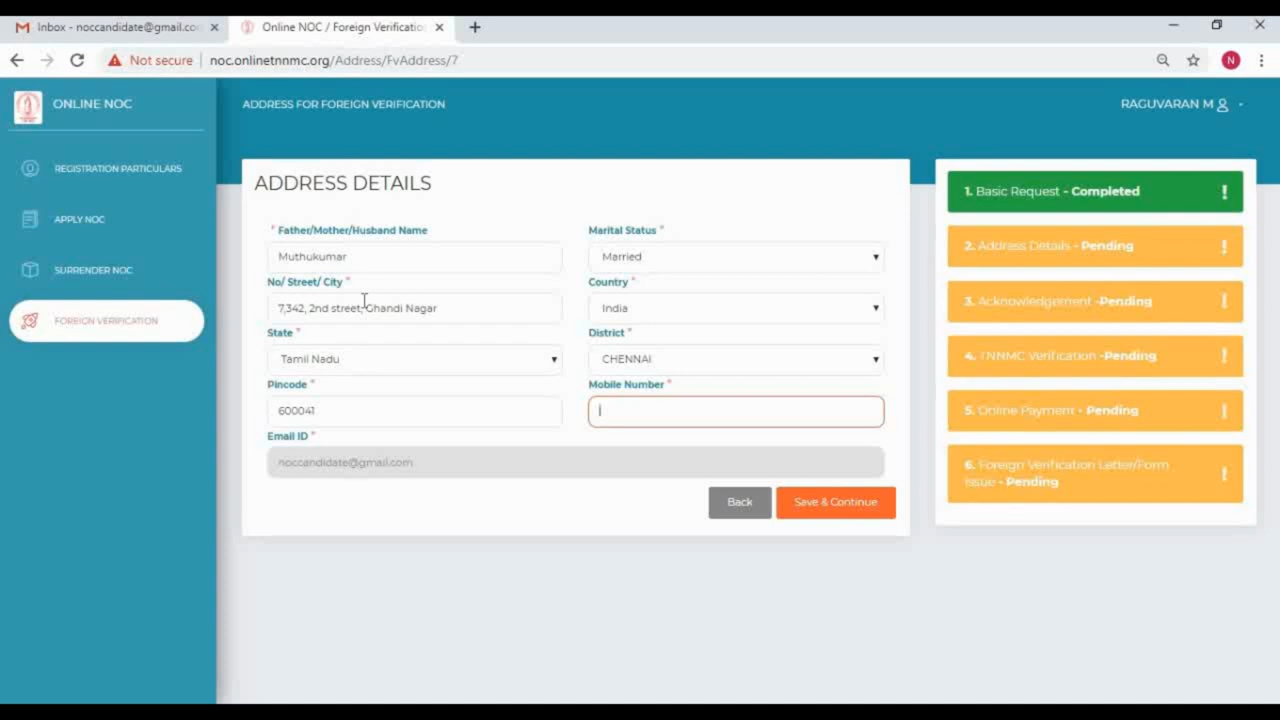 Inbox - noccandidate@gmail.co
Online NOC / Foreign Verificatio
Not secure
noc.onlinetnnmc.org/Address/FvAddress/7
N
ONLINE NOC
ADDRESS FOR FOREIGN VERIFICATION
RAGUVARAN M
REGISTRATION PARTICULARS
APPLY NOC
SURRENDER NOC
FOREIGN VERIFICATION
ADDRESS DETAILS
* Father/Mother/Husband Name
Marital Status *
Muthukumar
Married
No/ Street/ City *
Country *
7,342, 2nd street, Ghandi Nagar
India
State *
District *
Tamil Nadu
CHENNAI
Pincode *
Mobile Number *
600041
Email ID *
noccandidate@gmail.com
Back
Save & Continue
1. Basic Request - Completed
2. Address Details - Pending
3. Acknowledgement -Pending
4. TNNMC Verification -Pending
5. Online Payment - Pending
6. Foreign Verification Letter/Form
Issue - Pending